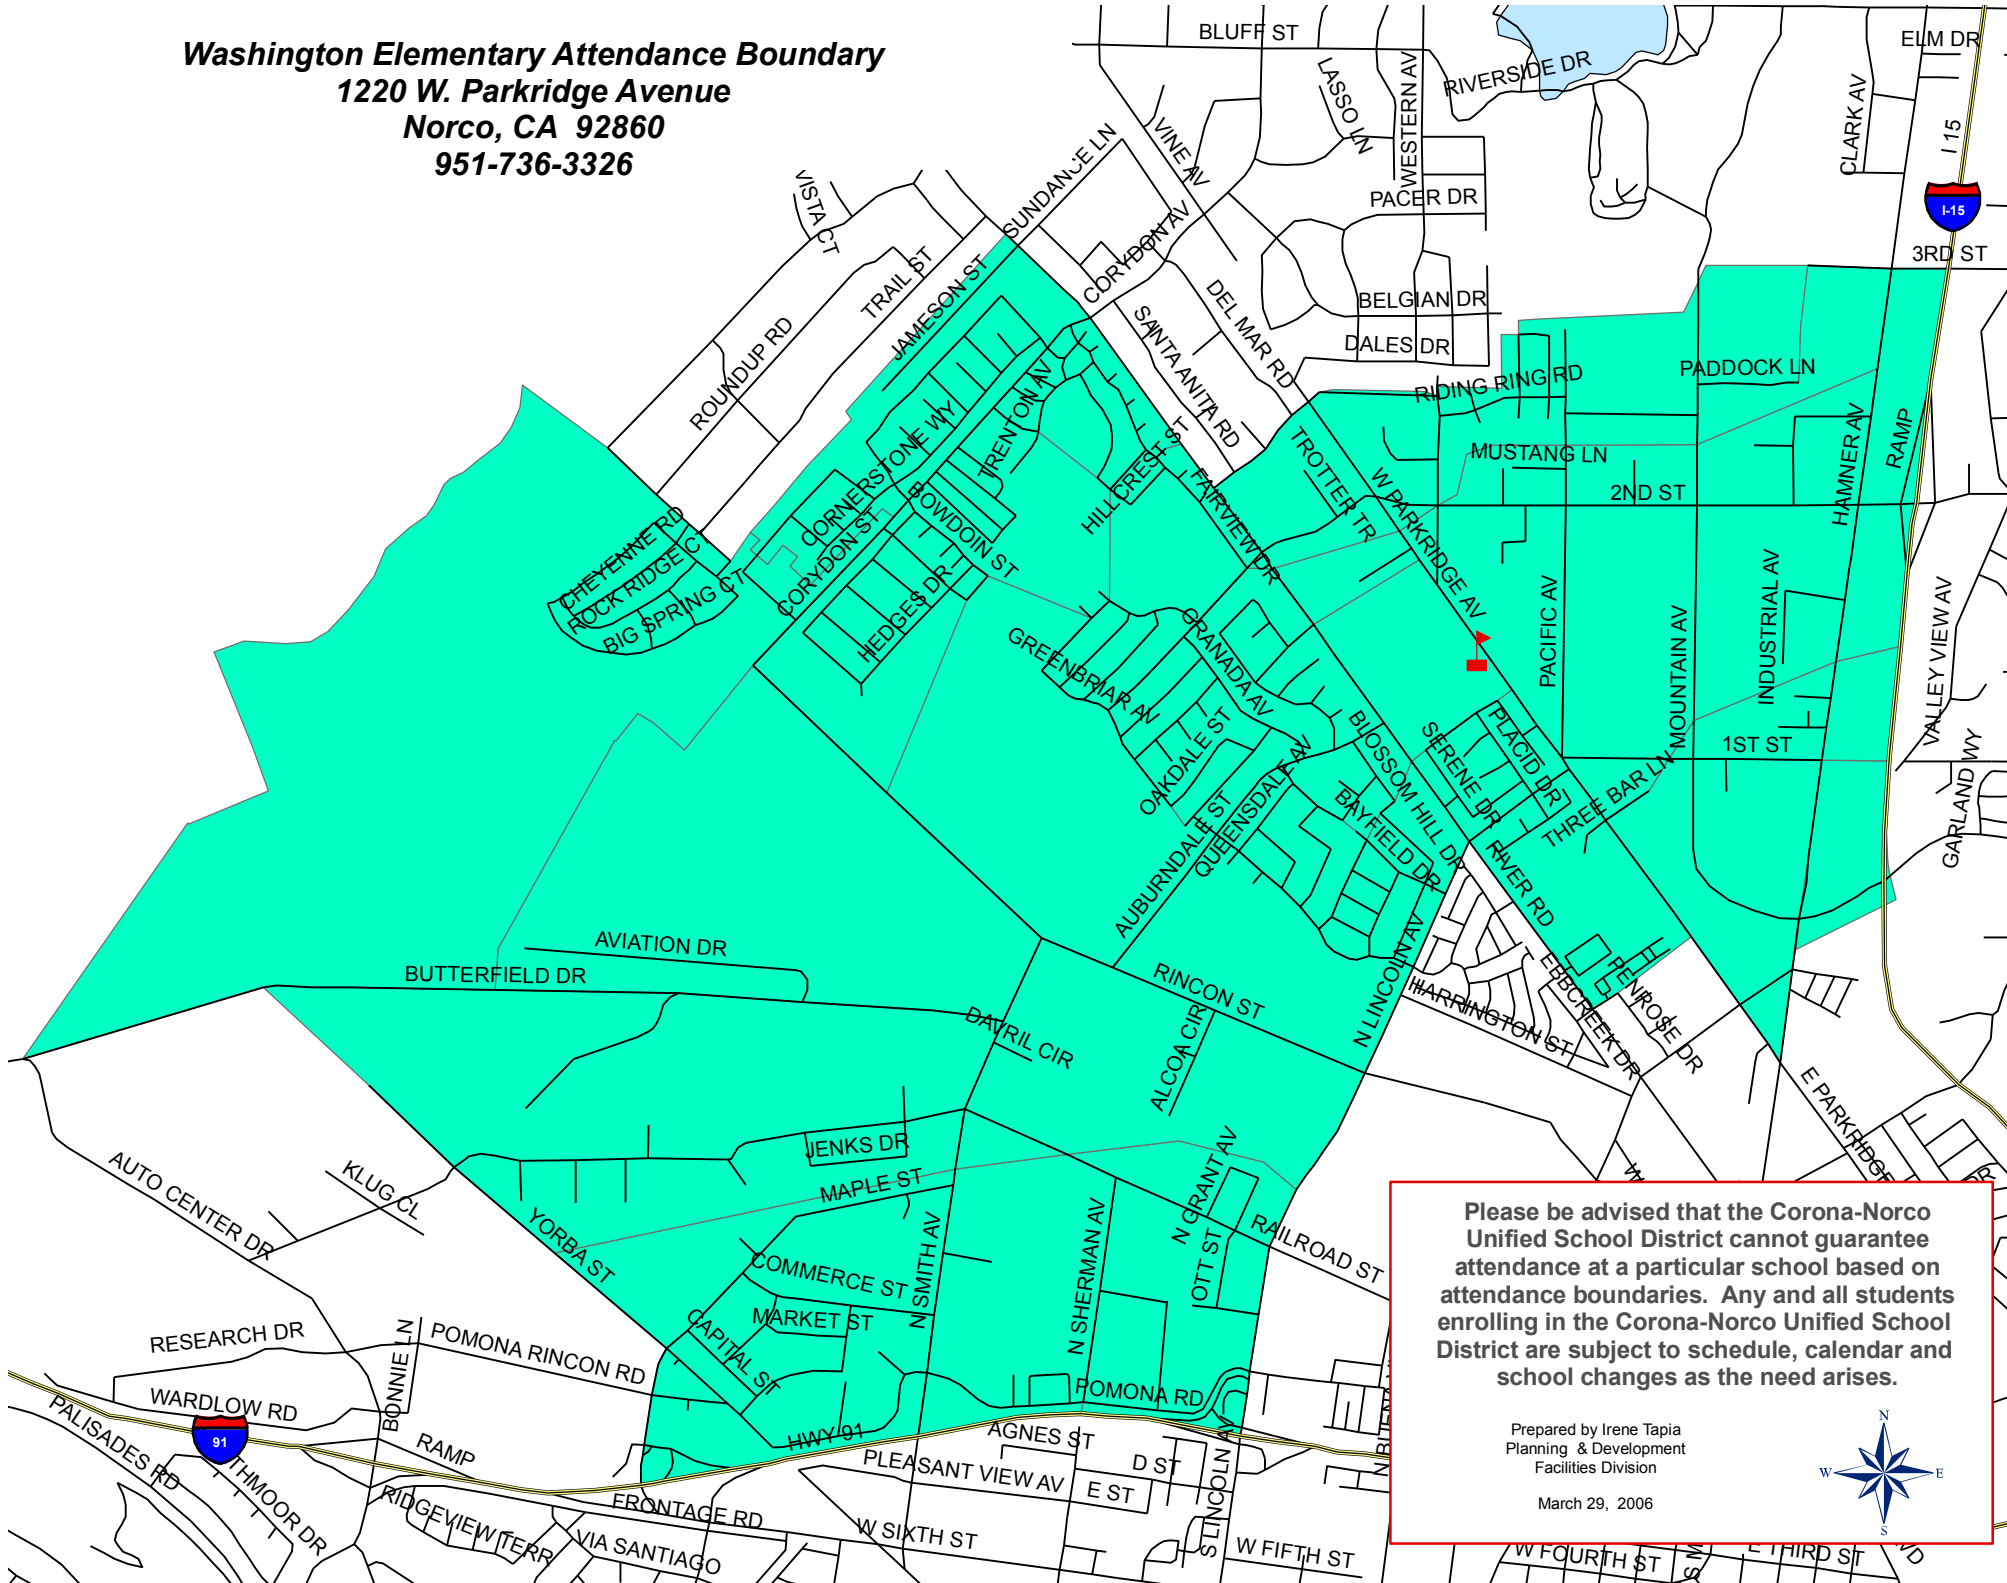 Washington Elementary Attendance Boundary
1220 W. Parkridge Avenue
Norco, CA  92860
951-736-3326
BLUFF ST
LASSO LN
WESTERN AV
RIVERSIDE DR
ELM DR
CLARK AV
I 15
I-15
3RD ST
VINE AV
SUNDANCE LN
VISTA CT
PACER DR
CORYDON AV
TRAIL ST
JAMESON ST
DEL MAR RD
BELGIAN DR
DALES DR
SANTA ANITA RD
ROUNDUP RD
RIDING RING RD
PADDOCK LN
TRENTON AV
CORNERSTONE WY
HILLCREST ST
FAIRVIEW DR
TROTTER TR
MUSTANG LN
W PARKRIDGE AV
2ND ST
HAMNER AV
RAMP
BOWDOIN ST
CORYDON ST
CHEYENNE RD
ROCK RIDGE CT
BIG SPRING CT
HEDGES DR
GREENBRIAR AV
GRANADA AV
PACIFIC AV
MOUNTAIN AV
INDUSTRIAL AV
VALLEY VIEW AV
OAKDALE ST
BLOSSOM HILL DR
SERENE DR
PLACID DR
THREE BAR LN
1ST ST
GARLAND WY
AUBURNDALE ST
QUEENSDALE AV
BAYFIELD DR
RIVER RD
AVIATION DR
BUTTERFIELD DR
RINCON ST
N LINCOLN AV
EBBCREEK DR
PENROSE DR
HARRINGTON ST
DAVRIL CIR
ALCOA CIR
E PARKRIDGE
JENKS DR
MAPLE ST
AUTO CENTER DR
KLUG CL
YORBA ST
N GRANT AV
RAILROAD ST
OTT ST
N SHERMAN AV
N SMITH AV
COMMERCE ST
MARKET ST
CAPITAL ST
RESEARCH DR
BONNIE LN
POMONA RINCON RD
WARDLOW RD
POMONA RD
PALISADES RD
91
THMOOR DR
RAMP
HWY 91
AGNES ST
PLEASANT VIEW AV
D ST
E ST
S LINCOLN AV
RIDGEVIEW TERR
FRONTAGE RD
VIA SANTIAGO
W SIXTH ST
W FIFTH ST
W FOURTH ST
E THIRD ST
Please be advised that the Corona-Norco
Unified School District cannot guarantee
attendance at a particular school based on
attendance boundaries.  Any and all students
enrolling in the Corona-Norco Unified School
District are subject to schedule, calendar and
school changes as the need arises.
Prepared by Irene Tapia
Planning  & Development
Facilities Division
March 29,  2006
N
W
E
S